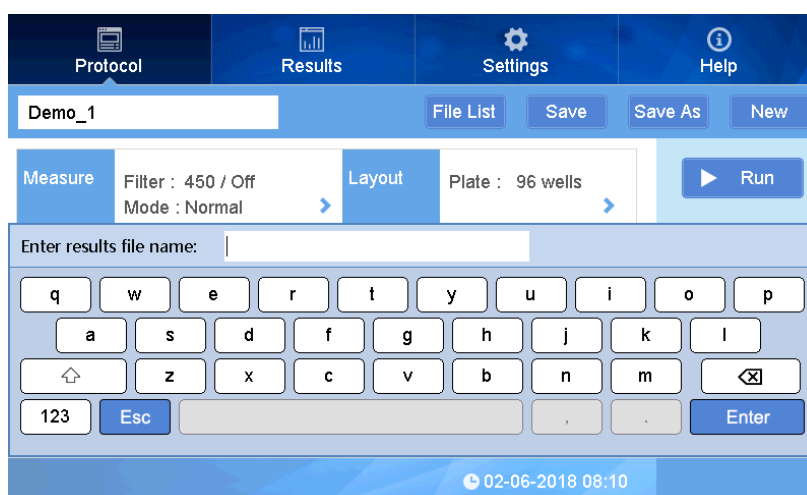 Protocol Results Settings Help
Demo_1 File List Save Save As New
Measure Filter : 450 / Off Layout Plate : 96 wells Run
Mode : Normal
Enter results file name:
q w e r t y u i o p
a s d f g h j k l
z x c v b n m
123 Esc , . Enter
02-06-2018 08:10